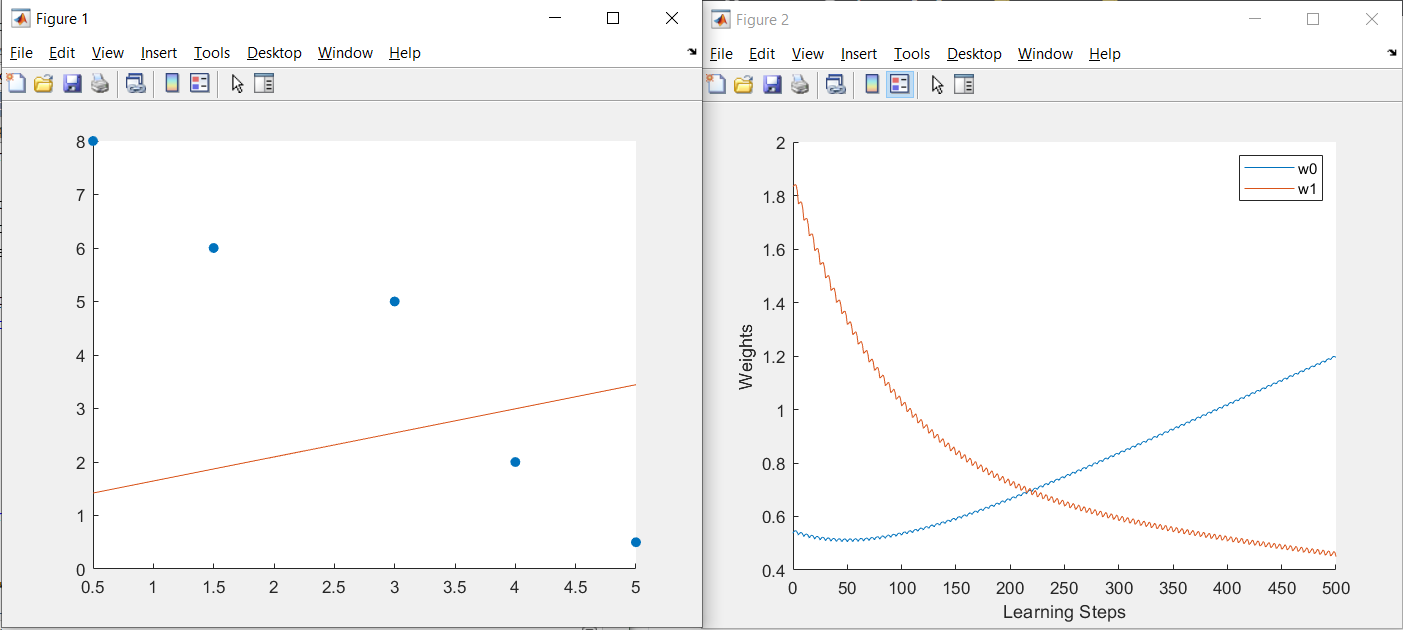 Figure 1
File Edit View Insert Tools Desktop Window Help
8
7
6
5
4
3
2
1
0
0.5 1 1.5 2 2.5 3 3.5 4 4.5 5
Figure 2
File Edit View Insert Tools Desktop Window Help
2
1.8
1.6
1.4
1.2
1
0.8
0.6
0.4
Weights
w0
w1
0 50 100 150 200 250 300 350 400 450 500
Learning Steps